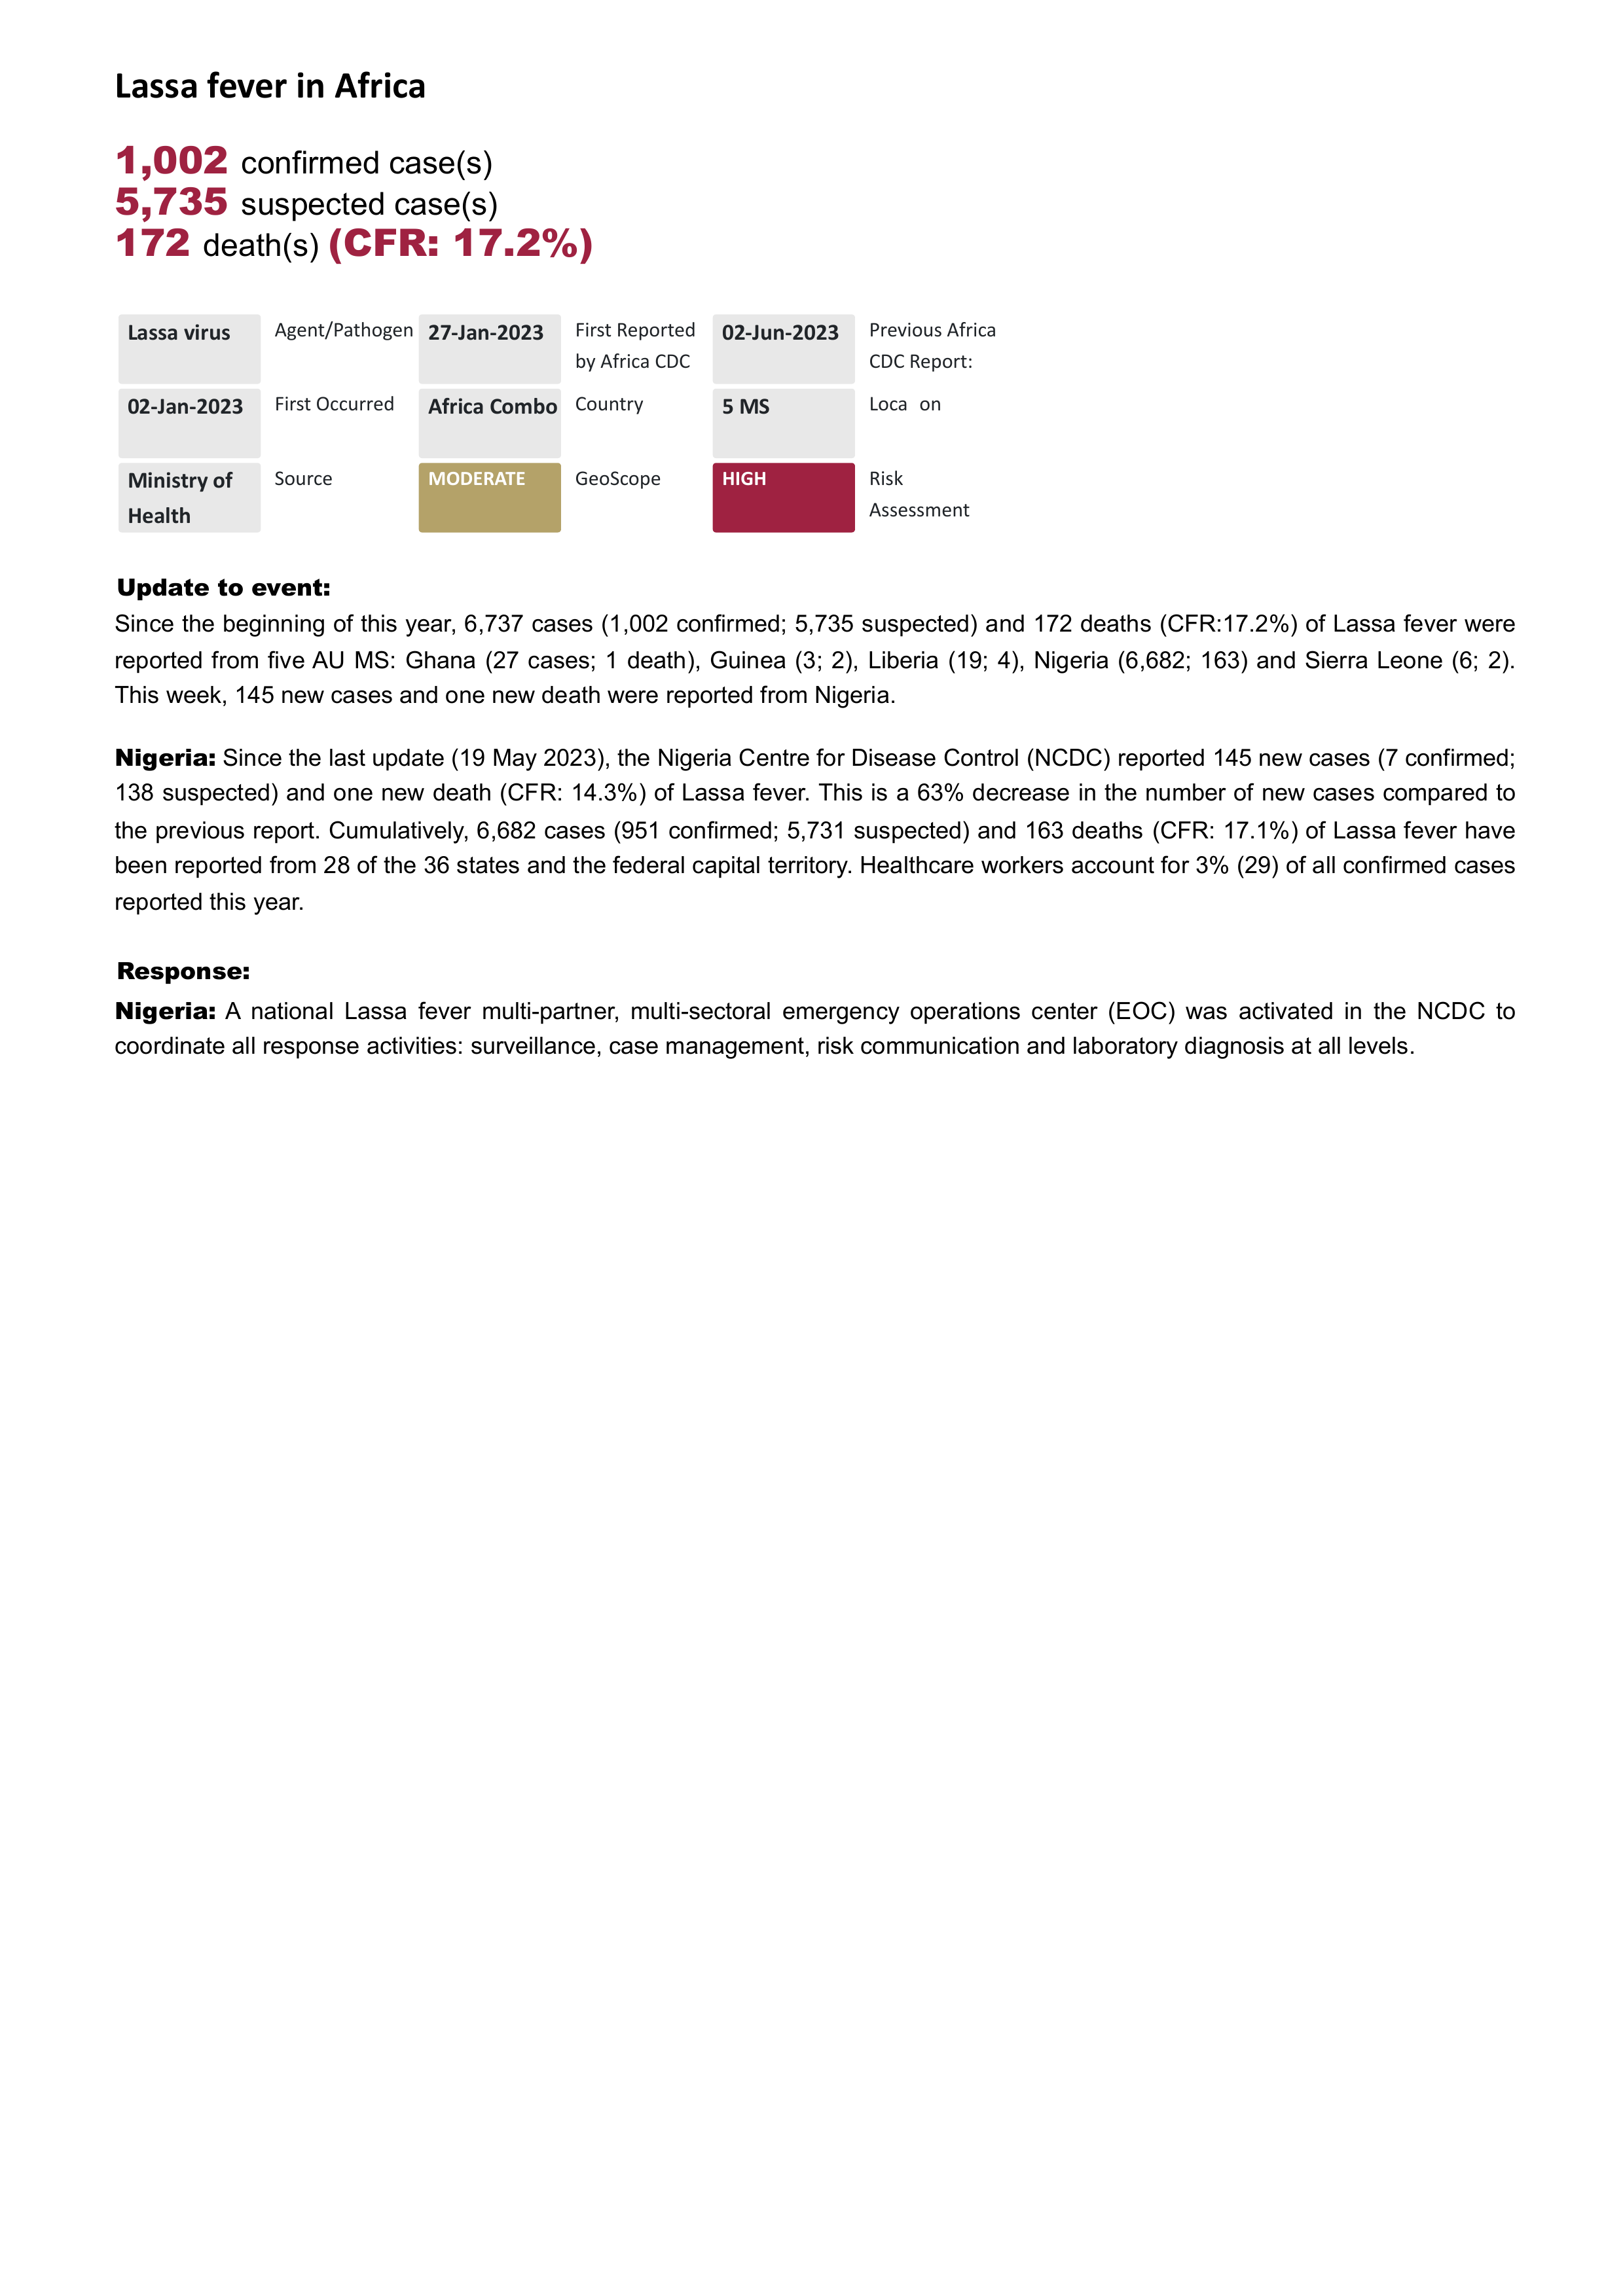 Lassa fever in Africa
1,002 confirmed case(s)
5,735 suspected case(s)
172 death(s) (CFR: 17.2%)
Lassa virus Agent/Pathogen 27-Jan-2023 First Reported by Africa CDC 02-Jun-2023 Previous Africa CDC Report:
02-Jan-2023 First Occurred Africa Combo Country 5 MS Loca on
Ministry of Health Source MODERATE GeoScope HIGH Risk Assessment
Update to event:
Since the beginning of this year, 6,737 cases (1,002 confirmed; 5,735 suspected) and 172 deaths (CFR:17.2%) of Lassa fever were
reported from five AU MS: Ghana (27 cases; 1 death), Guinea (3; 2), Liberia (19; 4), Nigeria (6,682; 163) and Sierra Leone (6; 2).
This week, 145 new cases and one new death were reported from Nigeria.
Nigeria: Since the last update (19 May 2023), the Nigeria Centre for Disease Control (NCDC) reported 145 new cases (7 confirmed;
138 suspected) and one new death (CFR: 14.3%) of Lassa fever. This is a 63% decrease in the number of new cases compared to
the previous report. Cumulatively, 6,682 cases (951 confirmed; 5,731 suspected) and 163 deaths (CFR: 17.1%) of Lassa fever have
been reported from 28 of the 36 states and the federal capital territory. Healthcare workers account for 3% (29) of all confirmed cases
reported this year.
Response:
Nigeria: A national Lassa fever multi-partner, multi-sectoral emergency operations center (EOC) was activated in the NCDC to
coordinate all response activities: surveillance, case management, risk communication and laboratory diagnosis at all levels.